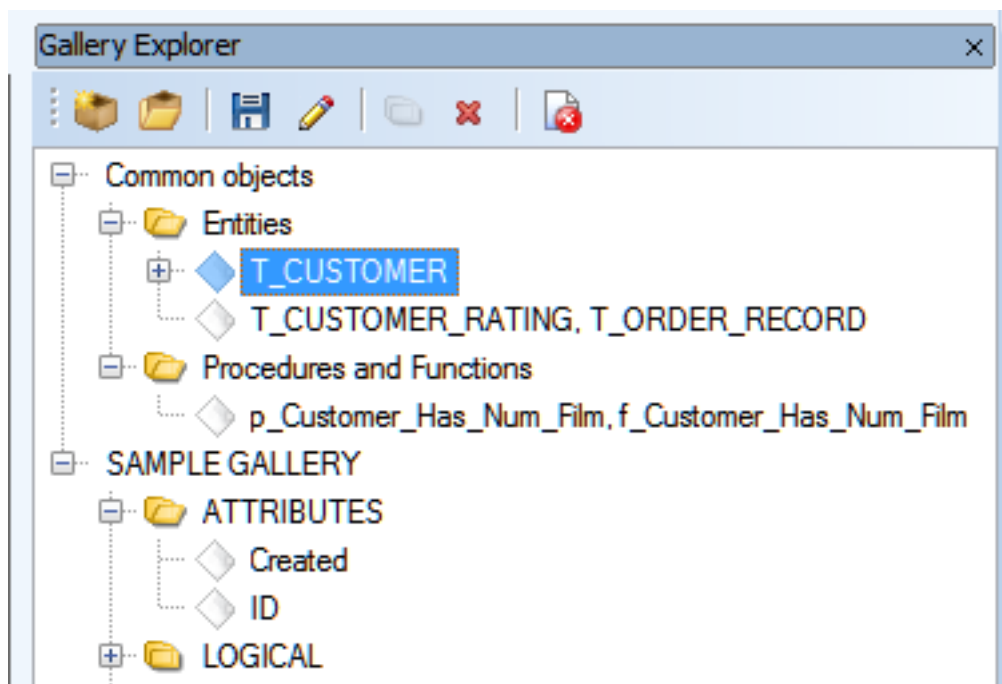 Gallery Explorer
Common objects
Entities
T_CUSTOMER
T_CUSTOMER_RATING, T_ORDER_RECORD
Procedures and Functions
p_Customer_Has_Num_Film, f_Customer_Has_Num_Film
SAMPLE GALLERY
ATTRIBUTES
Created
ID
LOGICAL